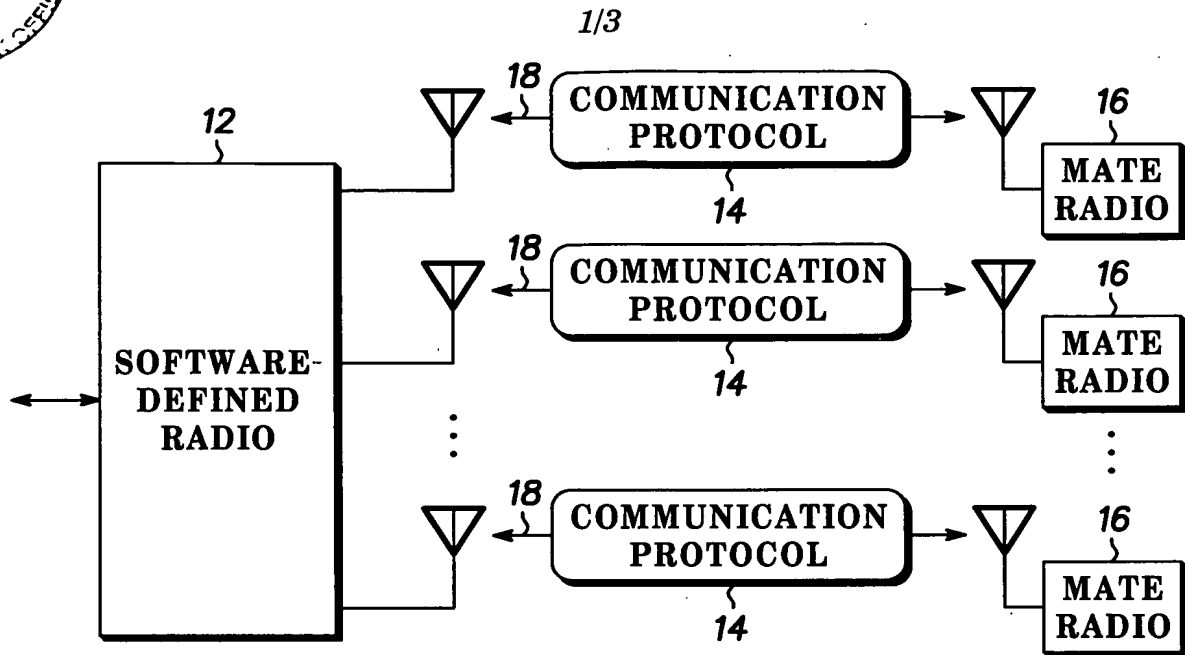 1/3
12
18
COMMUNICATION
PROTOCOL
14
16
MATE
RADIO
18
COMMUNICATION
PROTOCOL
14
16
MATE
RADIO
SOFTWARE-
DEFINED
RADIO
18
COMMUNICATION
PROTOCOL
14
16
MATE
RADIO